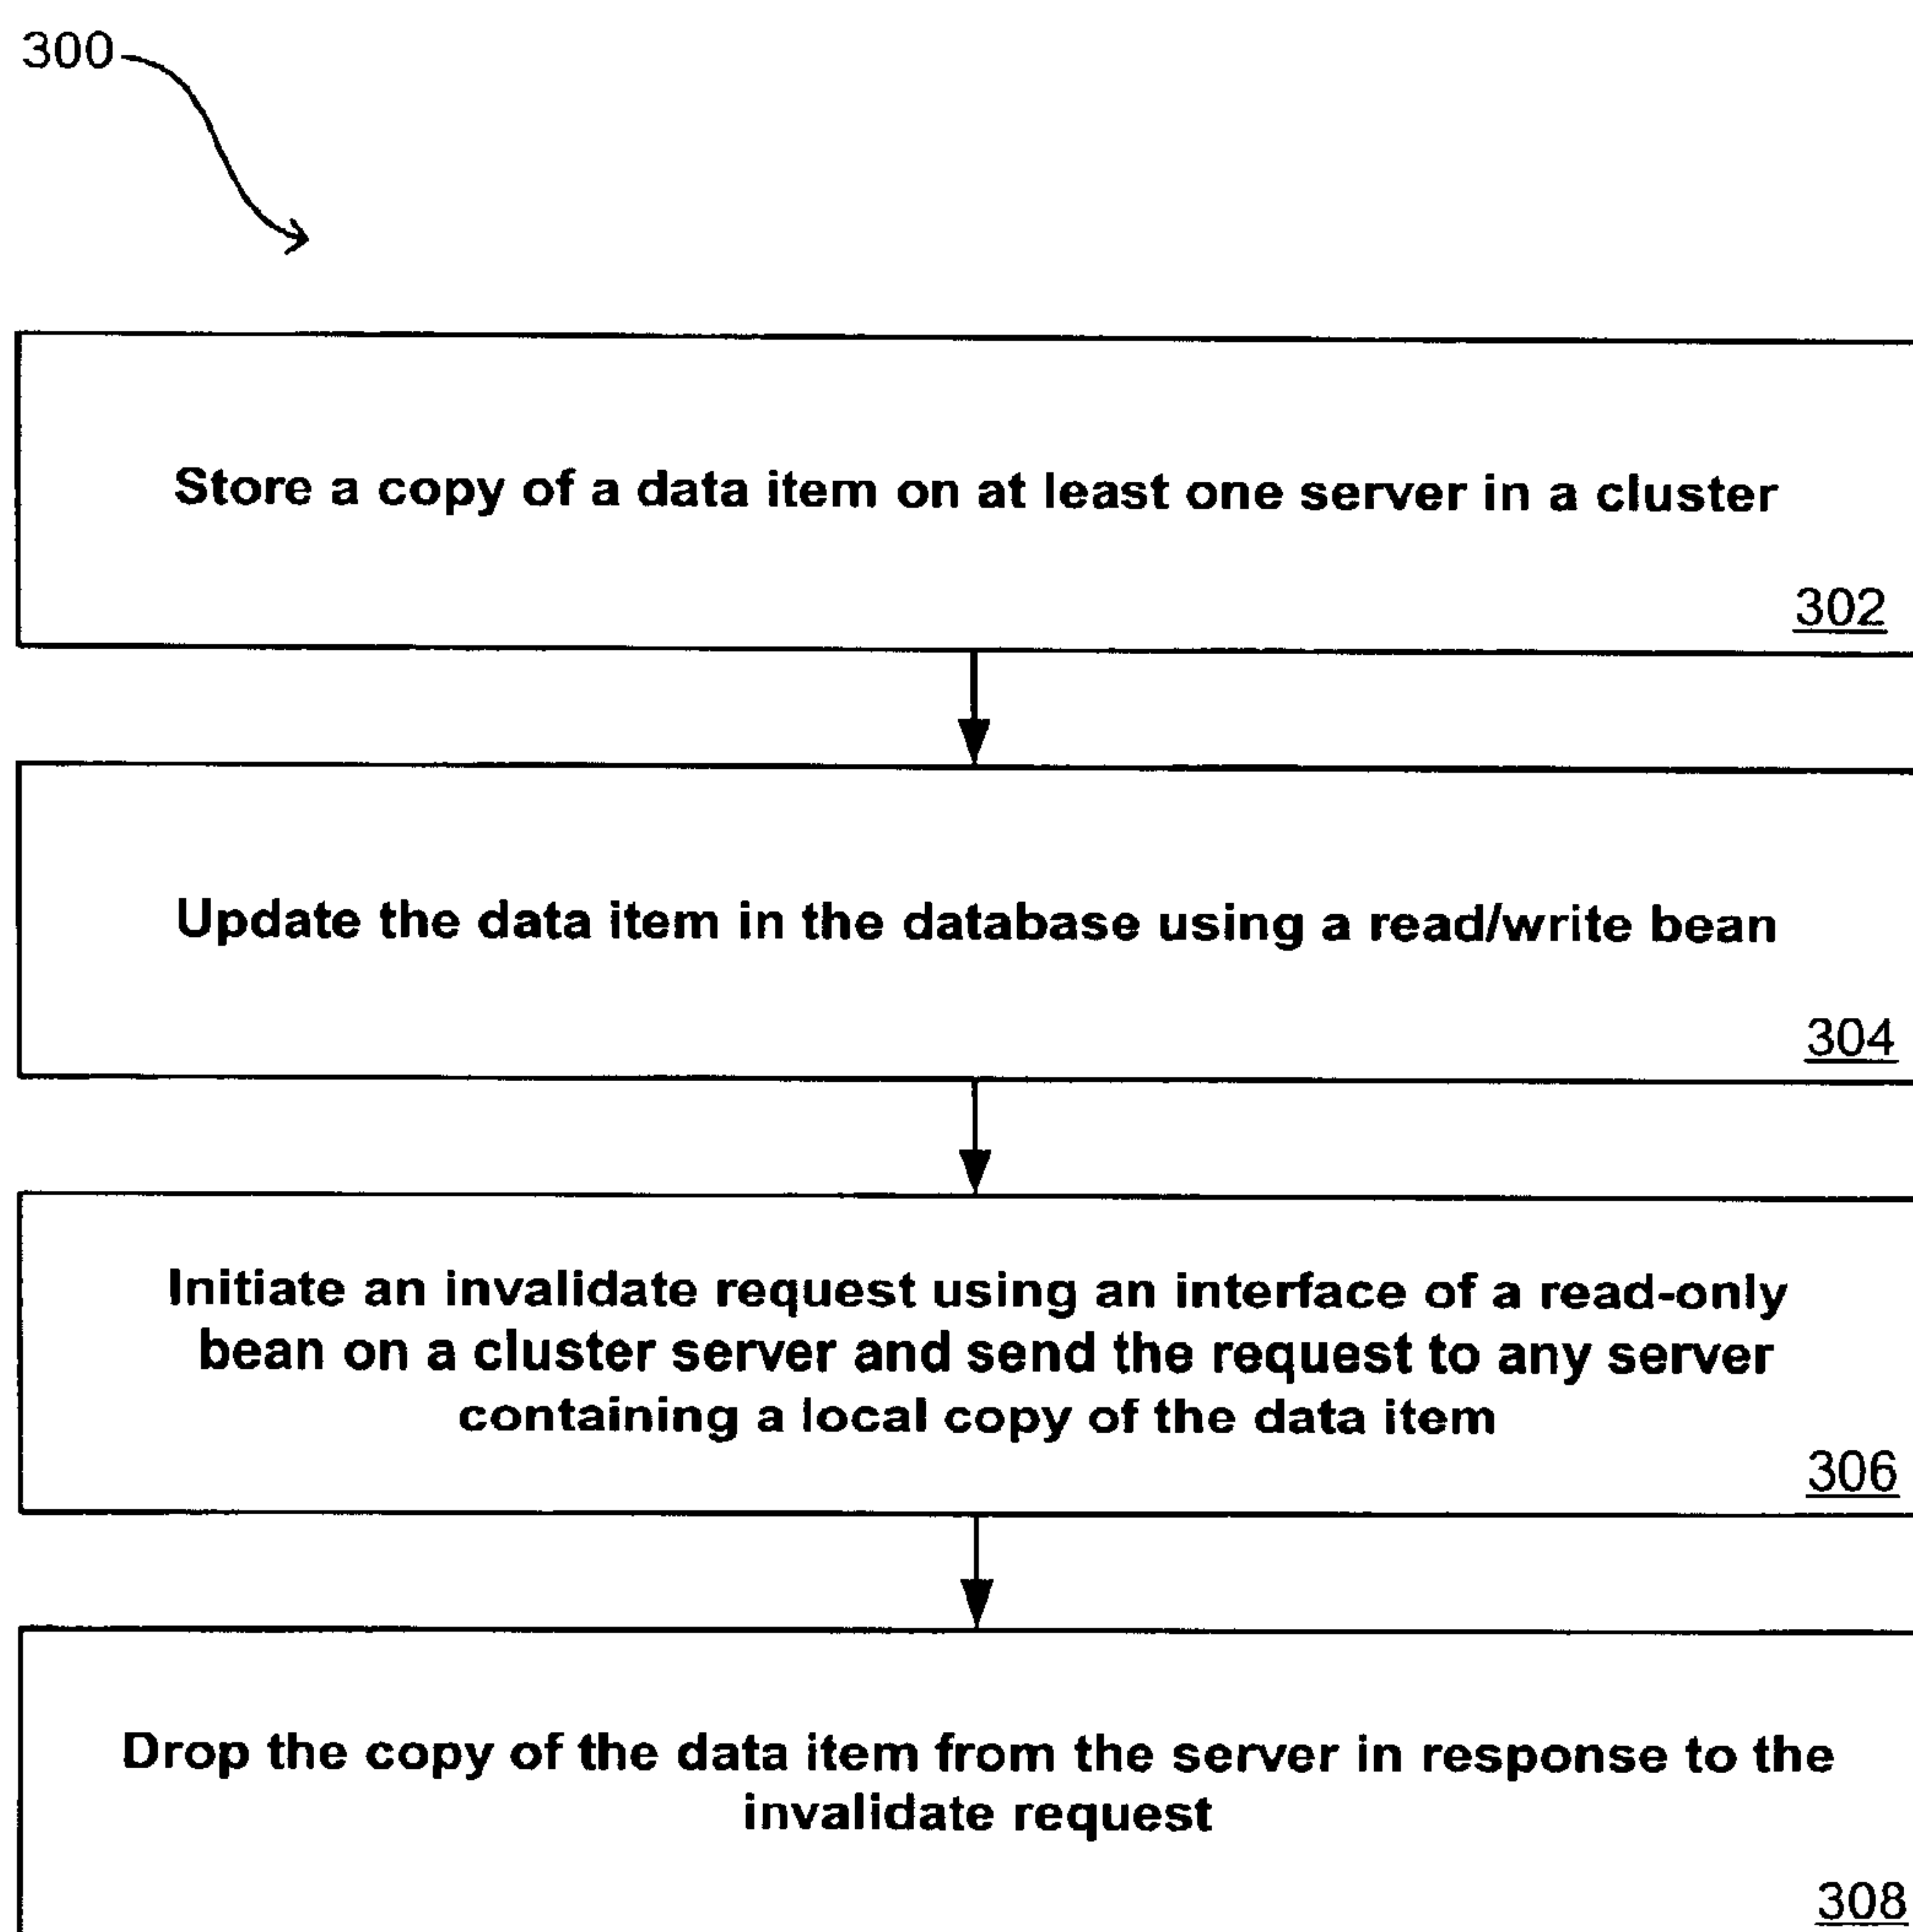 300
Store a copy of a data item on at least one server in a cluster
302
Update the data item in the database using a read/write bean
304
Initiate an invalidate request using an interface of a read-only
bean on a cluster server and send the request to any server
containing a local copy of the data item
306
Drop the copy of the data item from the server in response to the
invalidate request
308